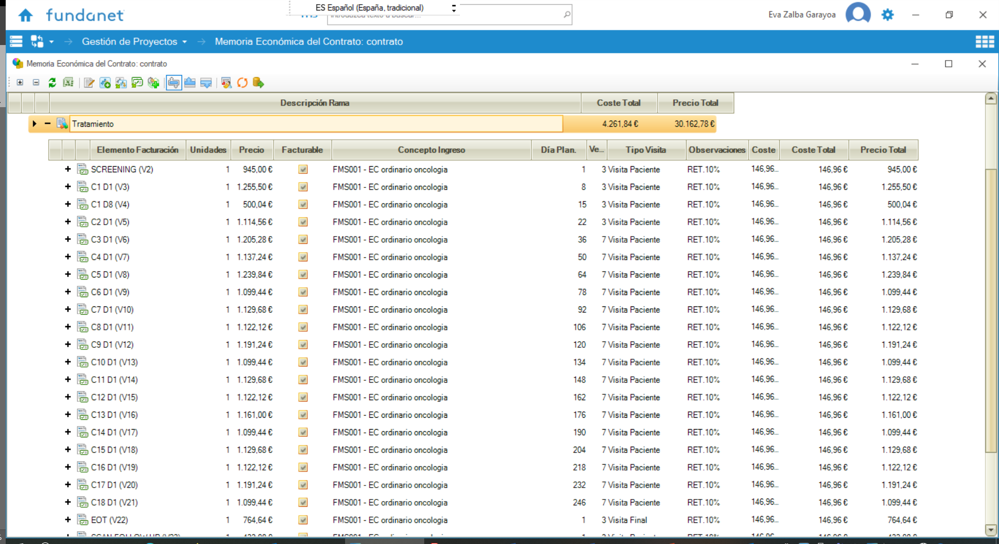 ES Español (España, tradicional)
fundanet
Introduzca texto a buscar...
Eva Zalba Garayoa
Gestión de Proyectos
Memoria Económica del Contrato: contrato
Memoria Económica del Contrato: contrato
Descripción Rama Coste Total Precio Total
Tratamiento 4.261,84 € 30.162,78 €
Elemento Facturación Unidades Precio Facturable Concepto Ingreso Día Plan. Ve... Tipo Visita Observaciones Coste Coste Total Precio Total
SCREENING (V2) 1 945,00 € FMS001 - EC ordinario oncologia 1 3 Visita Paciente RET.10% 146,96... 146,96 € 945,00 €
C1 D1 (V3) 1 1.255,50 € FMS001 - EC ordinario oncologia 8 3 Visita Paciente RET.10% 146,96... 146,96 € 1.255,50 €
C1 D8 (V4) 1 500,04 € FMS001 - EC ordinario oncologia 15 3 Visita Paciente RET.10% 146,96... 146,96 € 500,04 €
C2 D1 (V5) 1 1.114,56 € FMS001 - EC ordinario oncologia 22 3 Visita Paciente RET.10% 146,96... 146,96 € 1.114,56 €
C3 D1 (V6) 1 1.205,28 € FMS001 - EC ordinario oncologia 36 7 Visita Paciente RET.10% 146,96... 146,96 € 1.205,28 €
C4 D1 (V7) 1 1.137,24 € FMS001 - EC ordinario oncologia 50 7 Visita Paciente RET.10% 146,96... 146,96 € 1.137,24 €
C5 D1 (V8) 1 1.239,84 € FMS001 - EC ordinario oncologia 64 7 Visita Paciente RET.10% 146,96... 146,96 € 1.239,84 €
C6 D1 (V9) 1 1.099,44 € FMS001 - EC ordinario oncologia 78 7 Visita Paciente RET.10% 146,96... 146,96 € 1.099,44 €
C7 D1 (V10) 1 1.129,68 € FMS001 - EC ordinario oncologia 92 7 Visita Paciente RET.10% 146,96... 146,96 € 1.129,68 €
C8 D1 (V11) 1 1.122,12 € FMS001 - EC ordinario oncologia 106 7 Visita Paciente RET.10% 146,96... 146,96 € 1.122,12 €
C9 D1 (V12) 1 1.191,24 € FMS001 - EC ordinario oncologia 120 7 Visita Paciente RET.10% 146,96... 146,96 € 1.191,24 €
C10 D1 (V13) 1 1.099,44 € FMS001 - EC ordinario oncologia 134 7 Visita Paciente RET.10% 146,96... 146,96 € 1.099,44 €
C11 D1 (V14) 1 1.129,68 € FMS001 - EC ordinario oncologia 148 7 Visita Paciente RET.10% 146,96... 146,96 € 1.129,68 €
C12 D1 (V15) 1 1.122,12 € FMS001 - EC ordinario oncologia 162 7 Visita Paciente RET.10% 146,96... 146,96 € 1.122,12 €
C13 D1 (V16) 1 1.161,00 € FMS001 - EC ordinario oncologia 176 7 Visita Paciente RET.10% 146,96... 146,96 € 1.161,00 €
C14 D1 (V17) 1 1.099,44 € FMS001 - EC ordinario oncologia 190 7 Visita Paciente RET.10% 146,96... 146,96 € 1.099,44 €
C15 D1 (V18) 1 1.129,68 € FMS001 - EC ordinario oncologia 204 7 Visita Paciente RET.10% 146,96... 146,96 € 1.129,68 €
C16 D1 (V19) 1 1.122,12 € FMS001 - EC ordinario oncologia 218 7 Visita Paciente RET.10% 146,96... 146,96 € 1.122,12 €
C17 D1 (V20) 1 1.191,24 € FMS001 - EC ordinario oncologia 232 7 Visita Paciente RET.10% 146,96... 146,96 € 1.191,24 €
C18 D1 (V21) 1 1.099,44 € FMS001 - EC ordinario oncologia 246 7 Visita Paciente RET.10% 146,96... 146,96 € 1.099,44 €
EOT (V22) 1 764,64 € FMS001 - EC ordinario oncologia 1 3 Visita Final RET.10% 146,96... 146,96 € 764,64 €